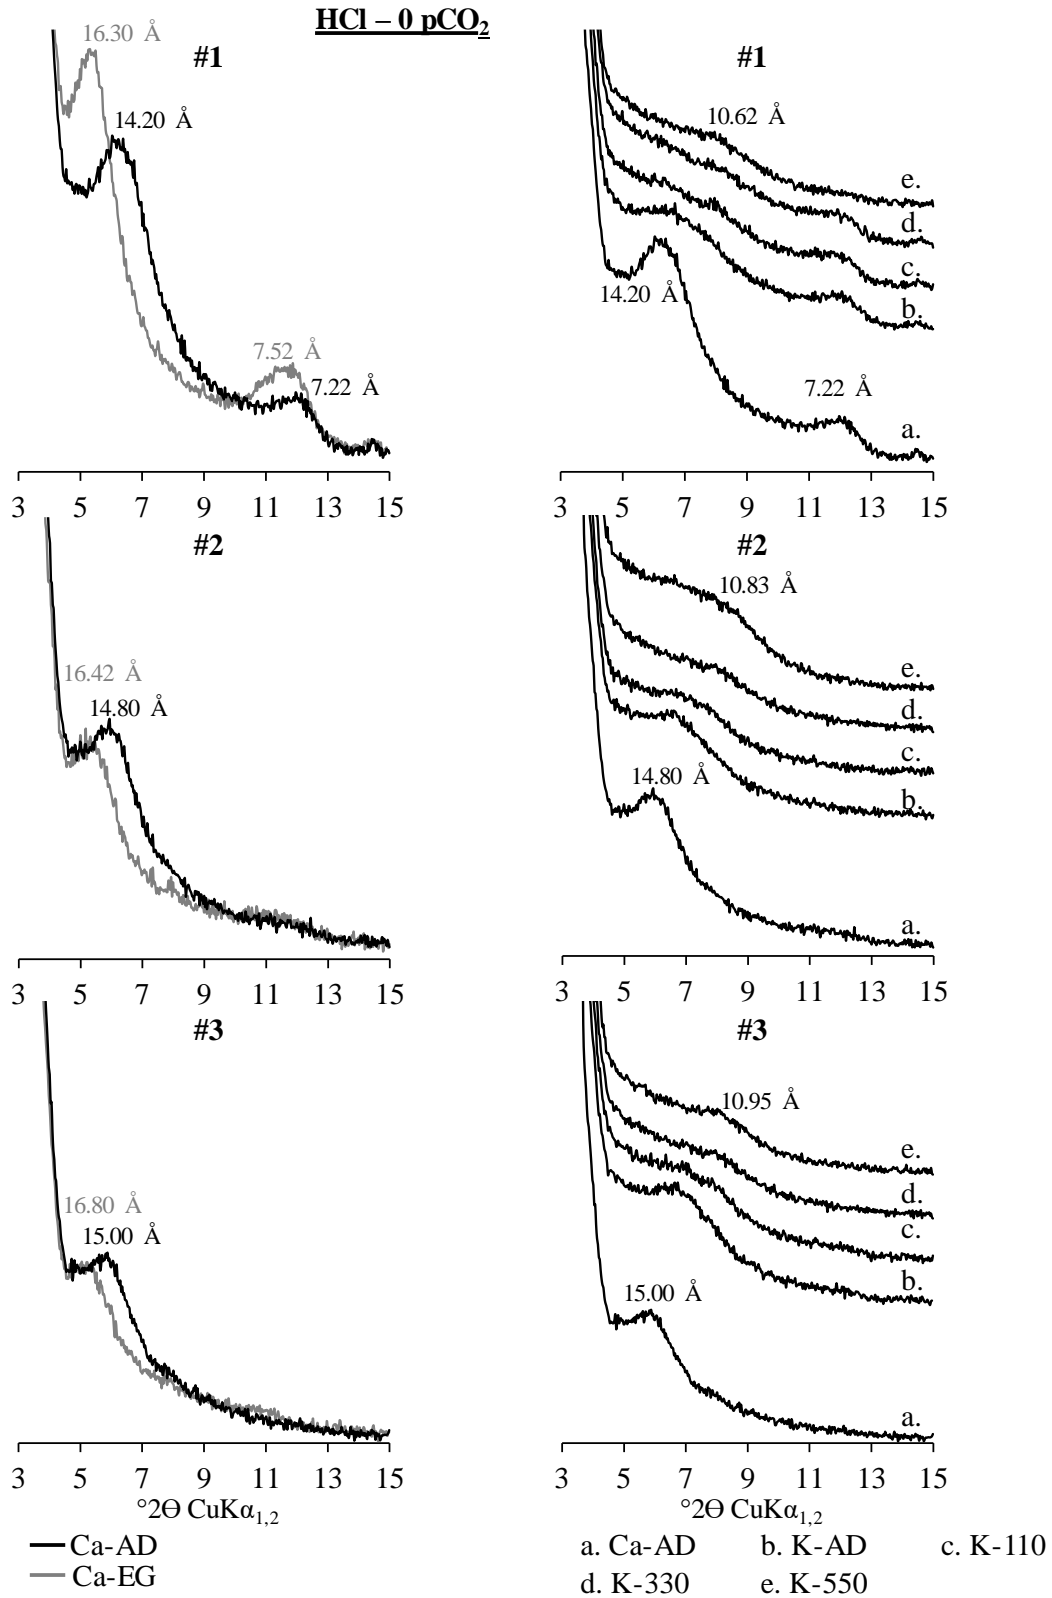 HCl – 0 pCO2
#1
16.30 Å
14.20 Å
7.52 Å
7.22 Å
3 5 7 9 11 13 15
#1
10.62 Å
e.
d.
c.
b.
14.20 Å
7.22 Å
a.
3 5 7 9 11 13 15
#2
16.42 Å
14.80 Å
3 5 7 9 11 13 15
#2
10.83 Å
e.
d.
c.
b.
14.80 Å
a.
3 5 7 9 11 13 15
#3
16.80 Å
15.00 Å
3 5 7 9 11 13 15
°2Θ CuKα1,2
#3
10.95 Å
e.
d.
c.
b.
15.00 Å
a.
3 5 7 9 11 13 15
°2Θ CuKα1,2
Ca-AD
Ca-EG
a. Ca-AD b. K-AD c. K-110
d. K-330 e. K-550